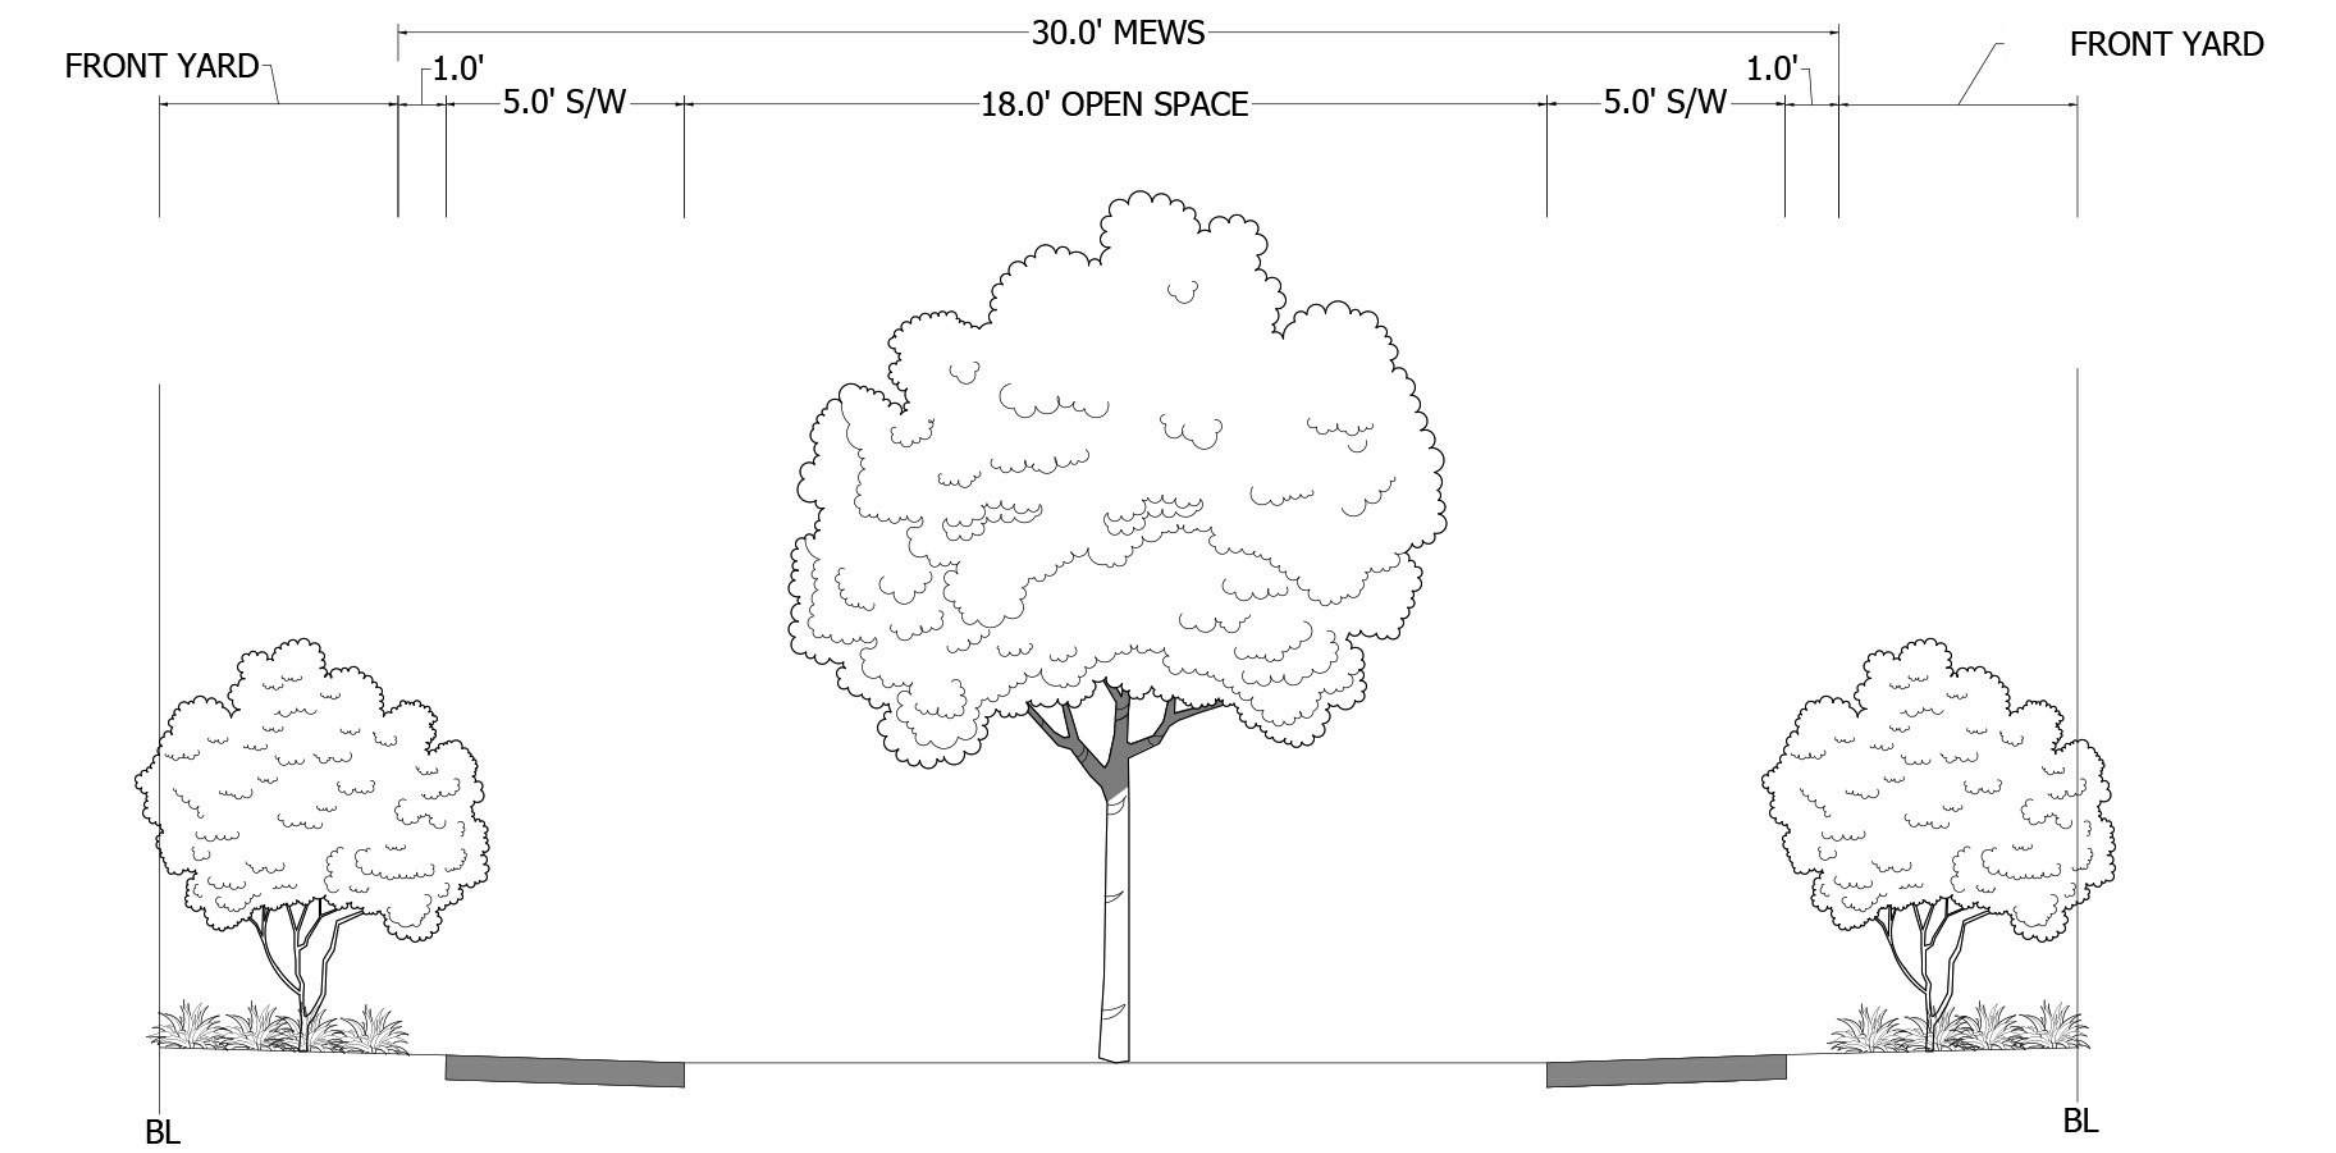 30.0' MEWS
FRONT YARD
FRONT YARD
1.0'
1.0'
5.0' S/W
18.0' OPEN SPACE
5.0' S/W
BL
BL